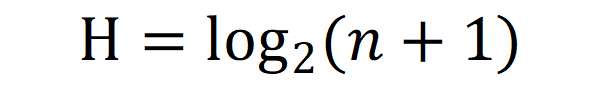 H = log₂(n + 1)